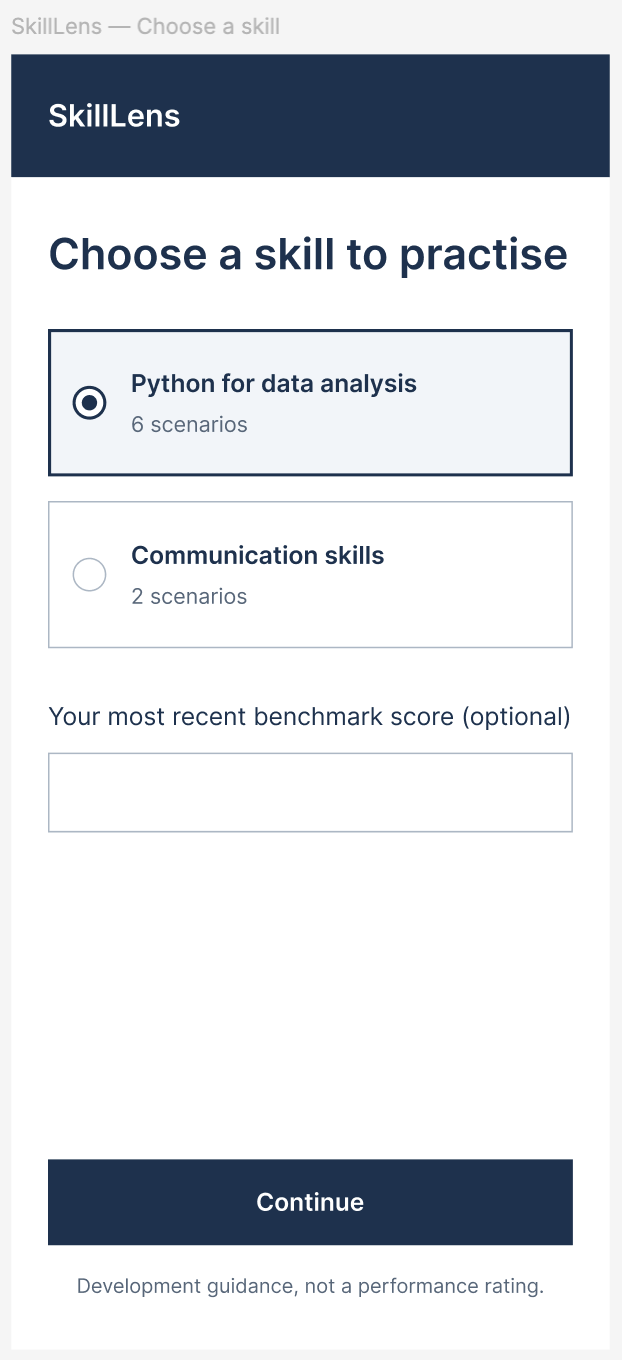 SkillLens — Choose a skill
SkillLens
Choose a skill to practise
Python for data analysis
6 scenarios
Communication skills
2 scenarios
Your most recent benchmark score (optional)
Continue
Development guidance, not a performance rating.